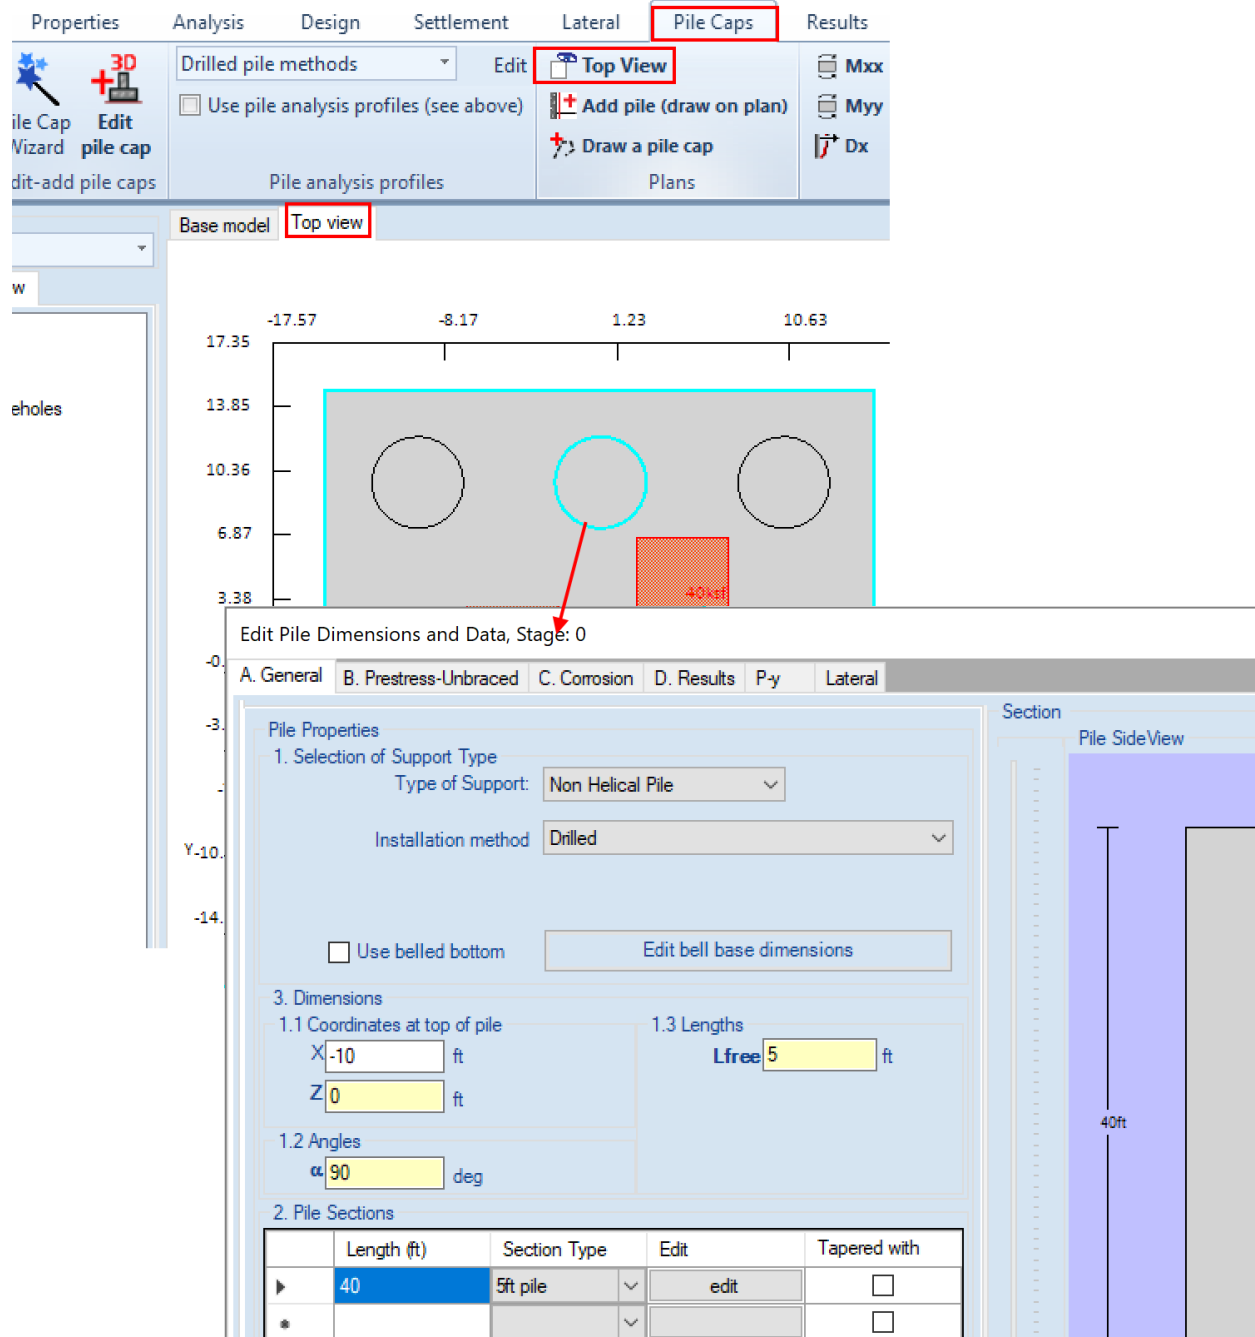 Properties Analysis Design Settlement Lateral Pile Caps Results
3D
Drilled pile methods Edit Top View Mxx
Use pile analysis profiles (see above) Add pile (draw on plan) Myy
ile Cap Edit
Wizard pile cap Draw a pile cap Dx
dit-add pile caps Pile analysis profiles Plans
Base model Top view
w
-17.57 -8.17 1.23 10.63
17.35
13.85
eholes
10.36
6.87
40ksf
3.38
Edit Pile Dimensions and Data, Stage: 0
-0.
A. General B. Prestress-Unbraced C. Corrosion D. Results P-y Lateral
-3.
Section
Pile Properties Pile SideView
1. Selection of Support Type
Type of Support: Non Helical Pile
-
Installation method Drilled
Y -10.
-14.
Use belled bottom Edit bell base dimensions
3. Dimensions
1.1 Coordinates at top of pile 1.3 Lengths
X -10 ft Lfree 5 ft
Z 0 ft
40ft
1.2 Angles
α 90 deg
2. Pile Sections
Length (ft) Section Type Edit Tapered with
40 5ft pile edit